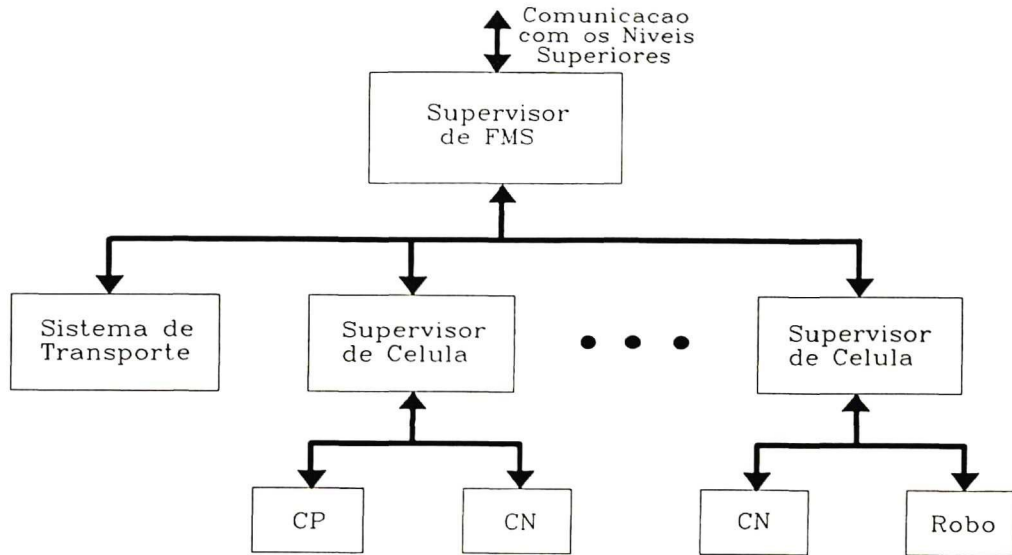 Comunicacao
com os Niveis
Superiores
Supervisor
de FMS
Sistema de
Transporte
Supervisor
de Celula
Supervisor
de Celula
CP
CN
CN
Robo